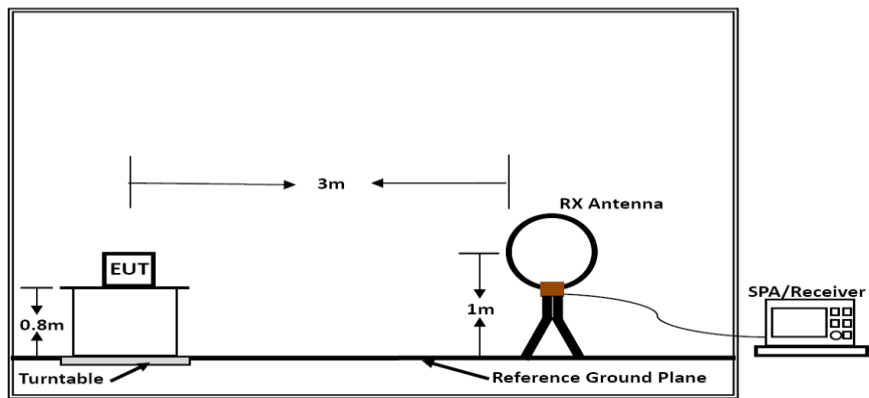 3m
RX Antenna
EUT
SPA/Receiver
0.8m
1m
Turntable
Reference Ground Plane